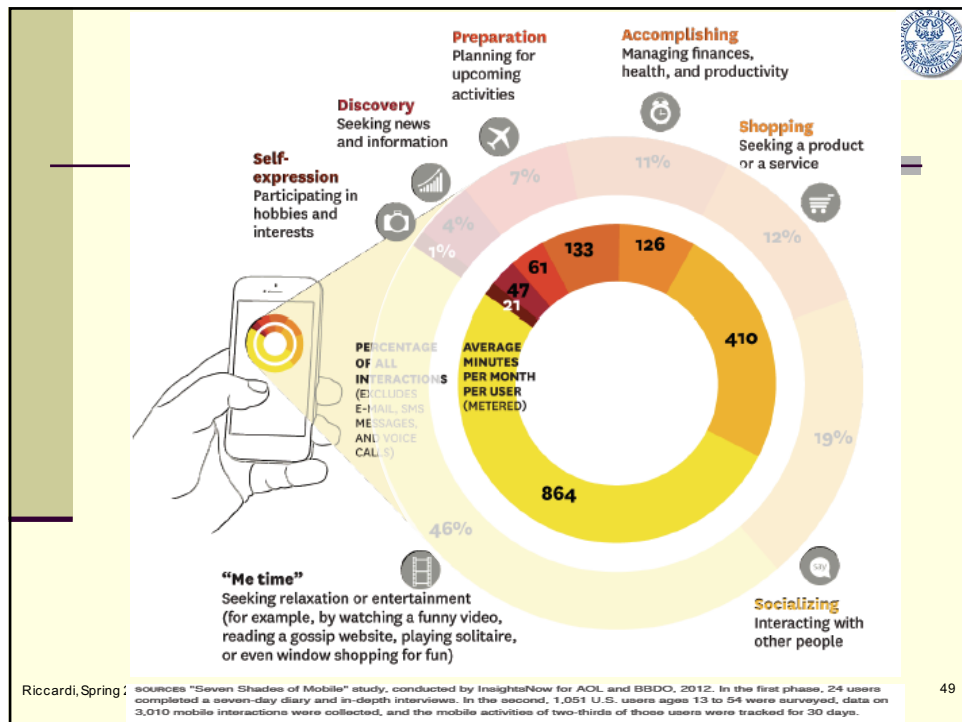 Preparation
Planning for
upcoming
activities
Accomplishing
Managing finances,
health, and productivity
Discovery
Seeking news
and information
Shopping
Seeking a product
or a service
Self-
expression
Participating in
hobbies and
interests
7%
11%
4%
1%
12%
133
126
61
47
21
410
PERCENTAGE
OF ALL
INTERACTIONS
(EXCLUDES
E-MAIL, SMS
MESSAGES,
AND VOICE
CALLS)
AVERAGE
MINUTES
PER MONTH
PER USER
(METERED)
19%
864
46%
say
"Me time"
Seeking relaxation or entertainment
(for example, by watching a funny video,
reading a gossip website, playing solitaire,
or even window shopping for fun)
Socializing
Interacting with
other people
Riccardi, Spring
SOURCES "Seven Shades of Mobile" study, conducted by InsightsNow for AOL and BBDO, 2012. In the first phase, 24 users
completed a seven-day diary and in-depth interviews. In the second, 1,051 U.S. users ages 13 to 54 were surveyed, data on
3,010 mobile interactions were collected, and the mobile activities of two-thirds of those users were tracked for 30 days.
49